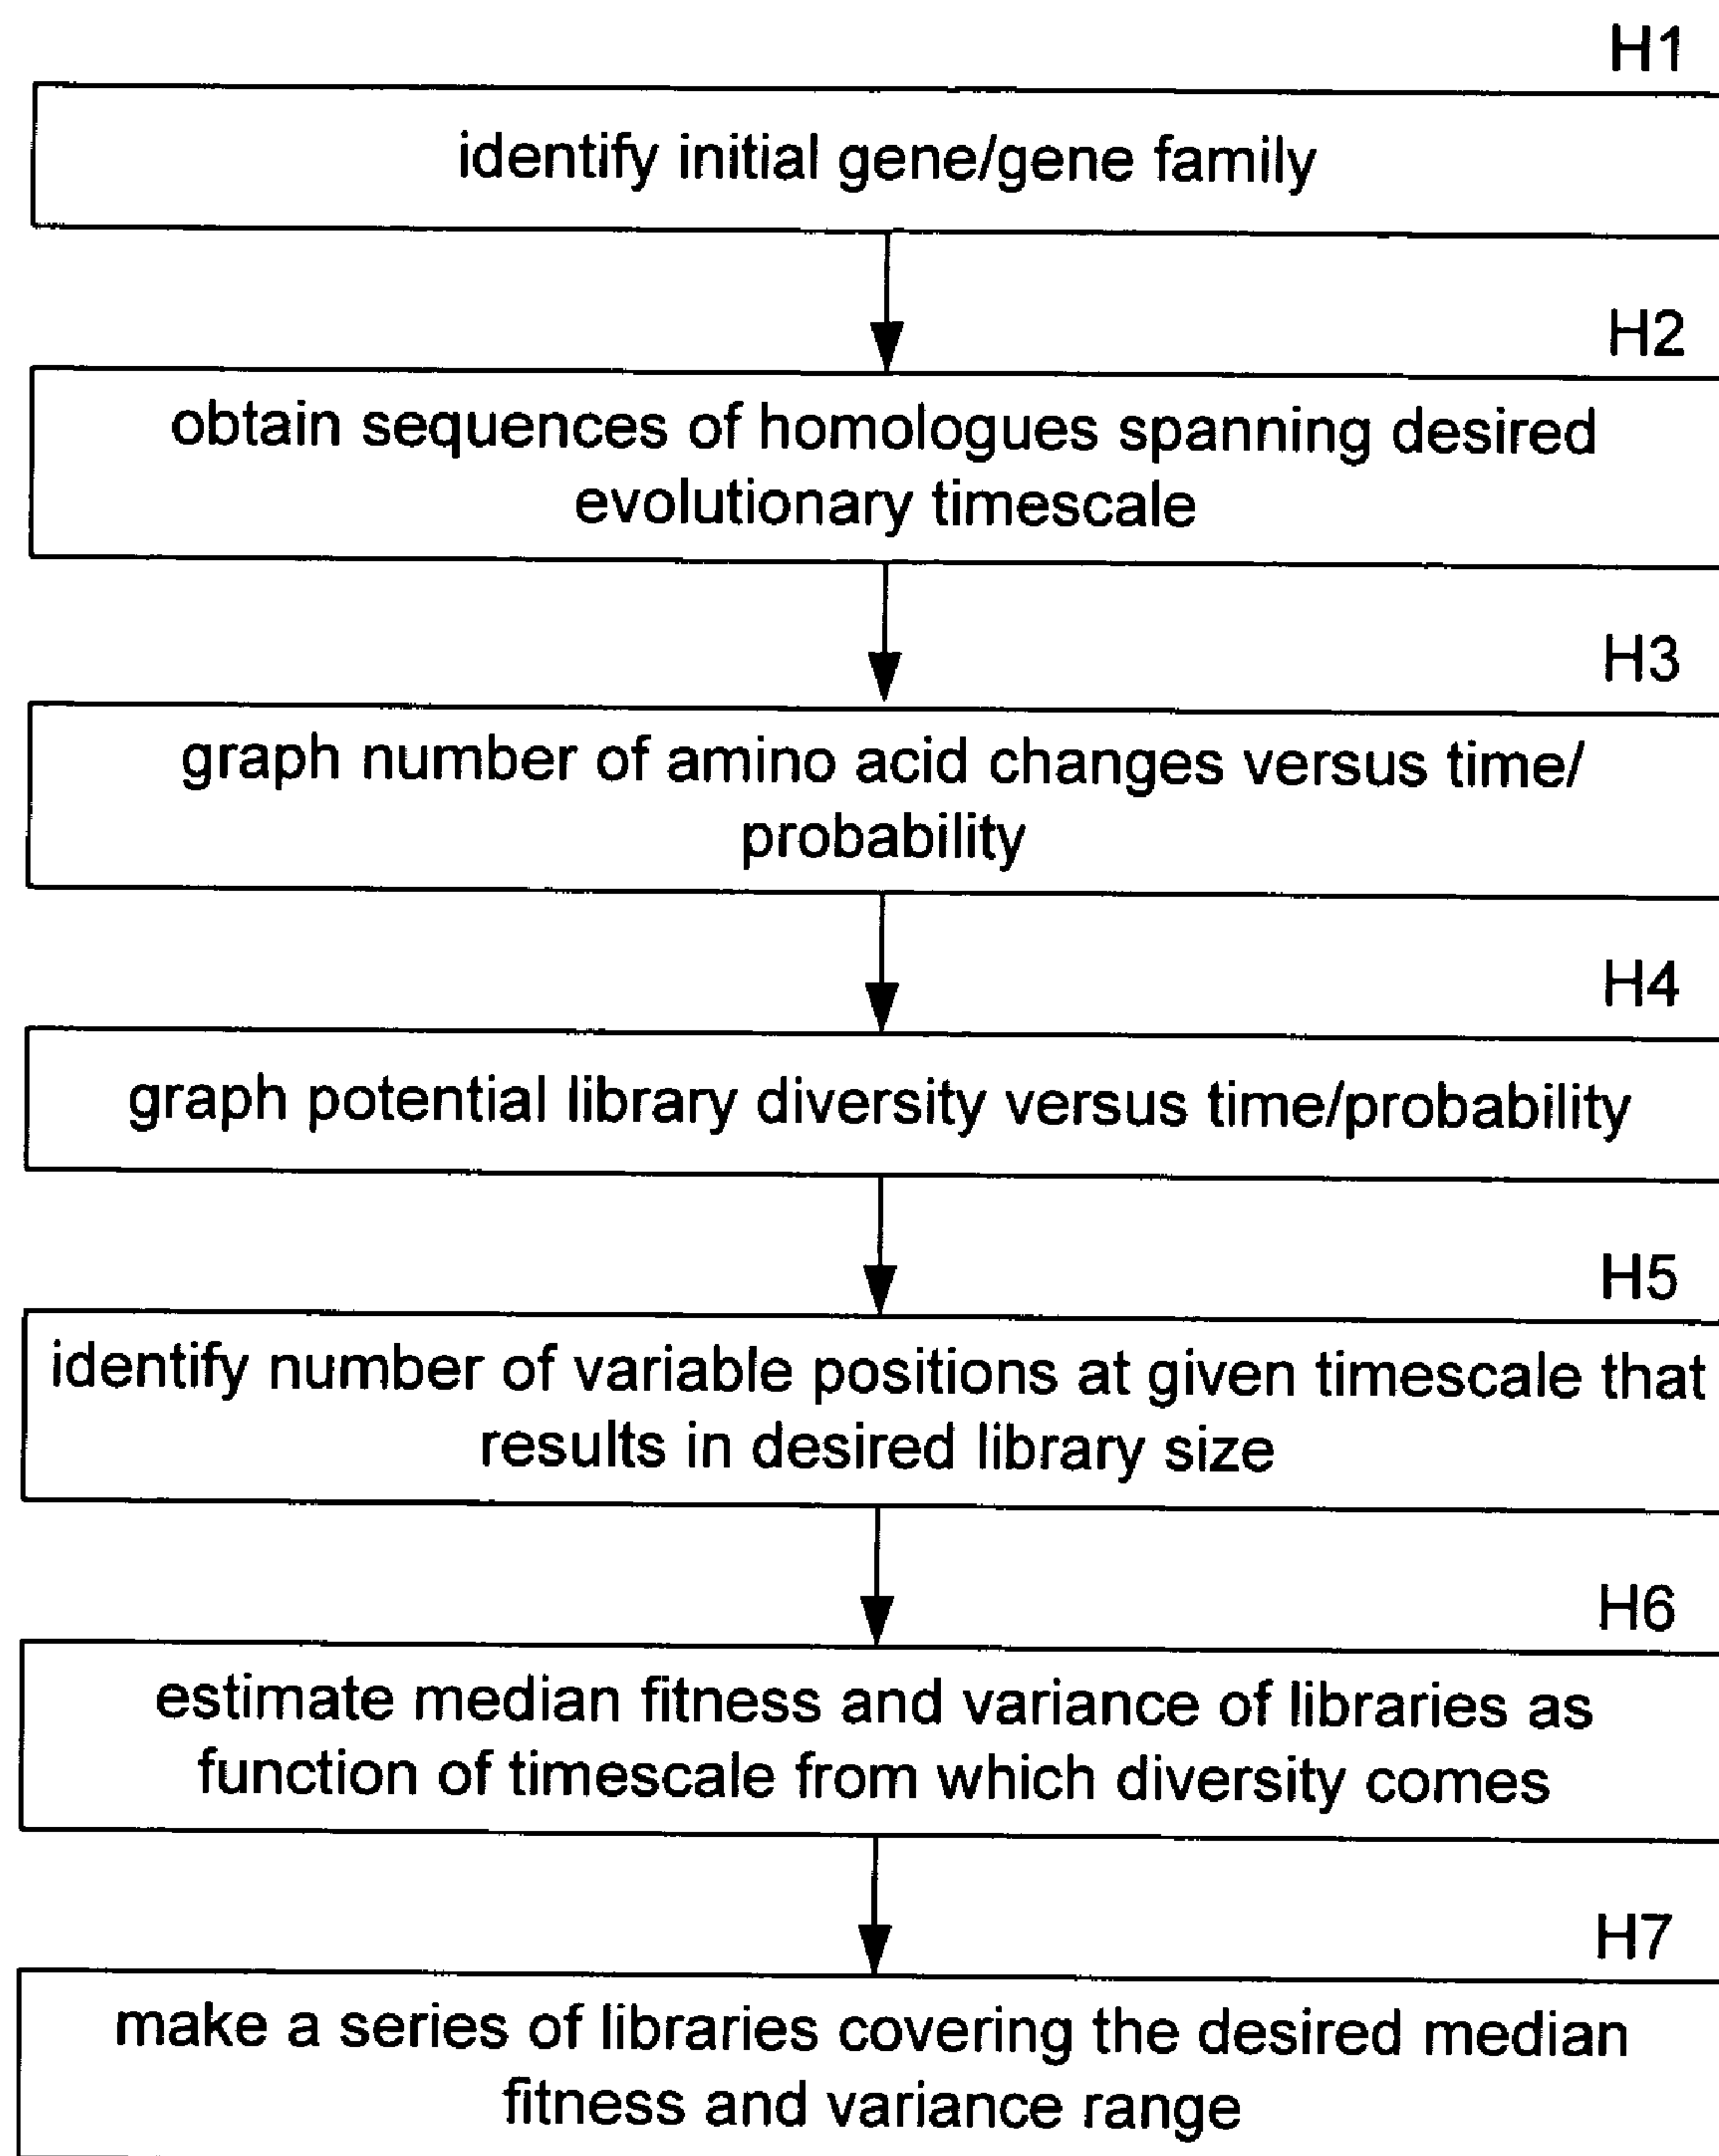 H1
identify initial gene/gene family
H2
obtain sequences of homologues spanning desired
evolutionary timescale
H3
graph number of amino acid changes versus time/
probability
H4
graph potential library diversity versus time/probability
H5
identify number of variable positions at given timescale that
results in desired library size
H6
estimate median fitness and variance of libraries as
function of timescale from which diversity comes
H7
make a series of libraries covering the desired median
fitness and variance range